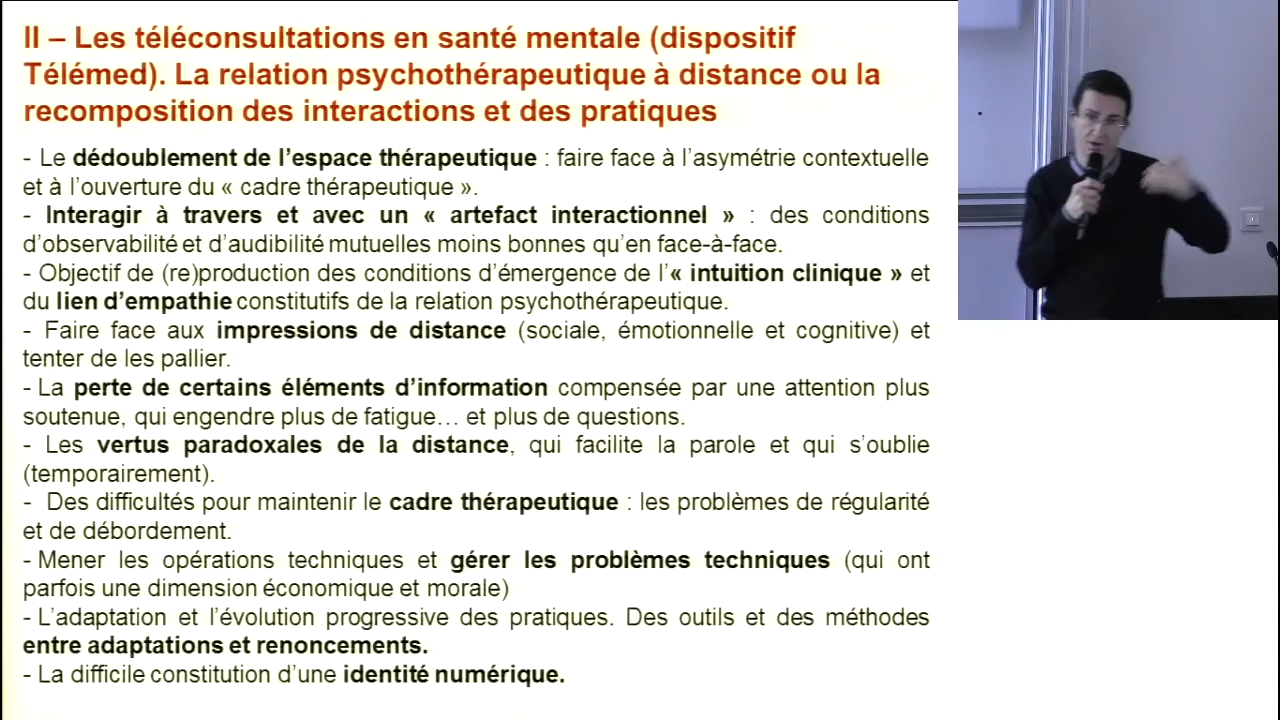 II – Les téléconsultations en santé mentale (dispositif
Télémed). La relation psychothérapeutique à distance ou la
recomposition des interactions et des pratiques
- Le dédoublement de l’espace thérapeutique : faire face à l’asymétrie contextuelle
et à l’ouverture du « cadre thérapeutique ».
- Interagir à travers et avec un « artefact interactionnel » : des conditions
d’observabilité et d’audibilité mutuelles moins bonnes qu’en face-à-face.
- Objectif de (re)production des conditions d’émergence de l’« intuition clinique » et
du lien d’empathie constitutifs de la relation psychothérapeutique.
- Faire face aux impressions de distance (sociale, émotionnelle et cognitive) et
tenter de les pallier.
- La perte de certains éléments d’information compensée par une attention plus
soutenue, qui engendre plus de fatigue… et plus de questions.
- Les vertus paradoxales de la distance, qui facilite la parole et qui s’oublie
(temporairement).
- Des difficultés pour maintenir le cadre thérapeutique : les problèmes de régularité
et de débordement.
- Mener les opérations techniques et gérer les problèmes techniques (qui ont
parfois une dimension économique et morale)
- L’adaptation et l’évolution progressive des pratiques. Des outils et des méthodes
entre adaptations et renoncements.
- La difficile constitution d’une identité numérique.